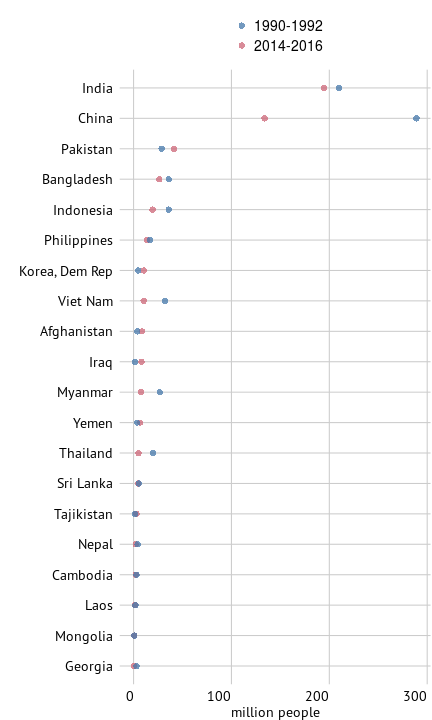 1990-1992
2014-2016
India
China
Pakistan
Bangladesh
Indonesia
Philippines
Korea, Dem Rep
Viet Nam
Afghanistan
Iraq
Myanmar
Yemen
Thailand
Sri Lanka
Tajikistan
Nepal
Cambodia
Laos
Mongolia
Georgia
0 100 200 300
million people